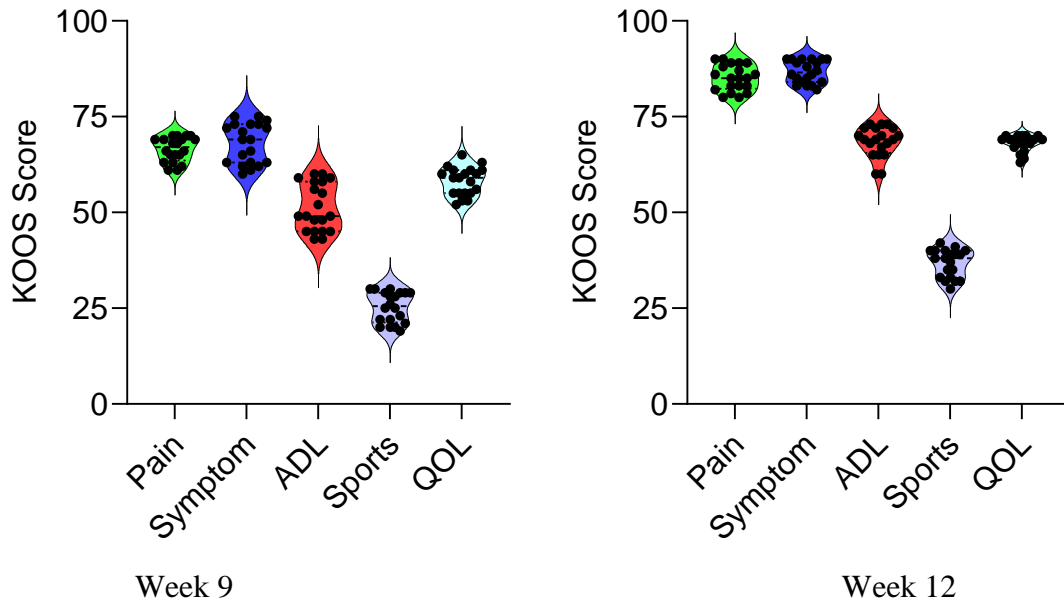 KOOS Score
100
75
50
25
0
Pain
Symptom
ADL
Sports
QOL
Week 9
KOOS Score
100
75
50
25
0
Pain
Symptom
ADL
Sports
QOL
Week 12